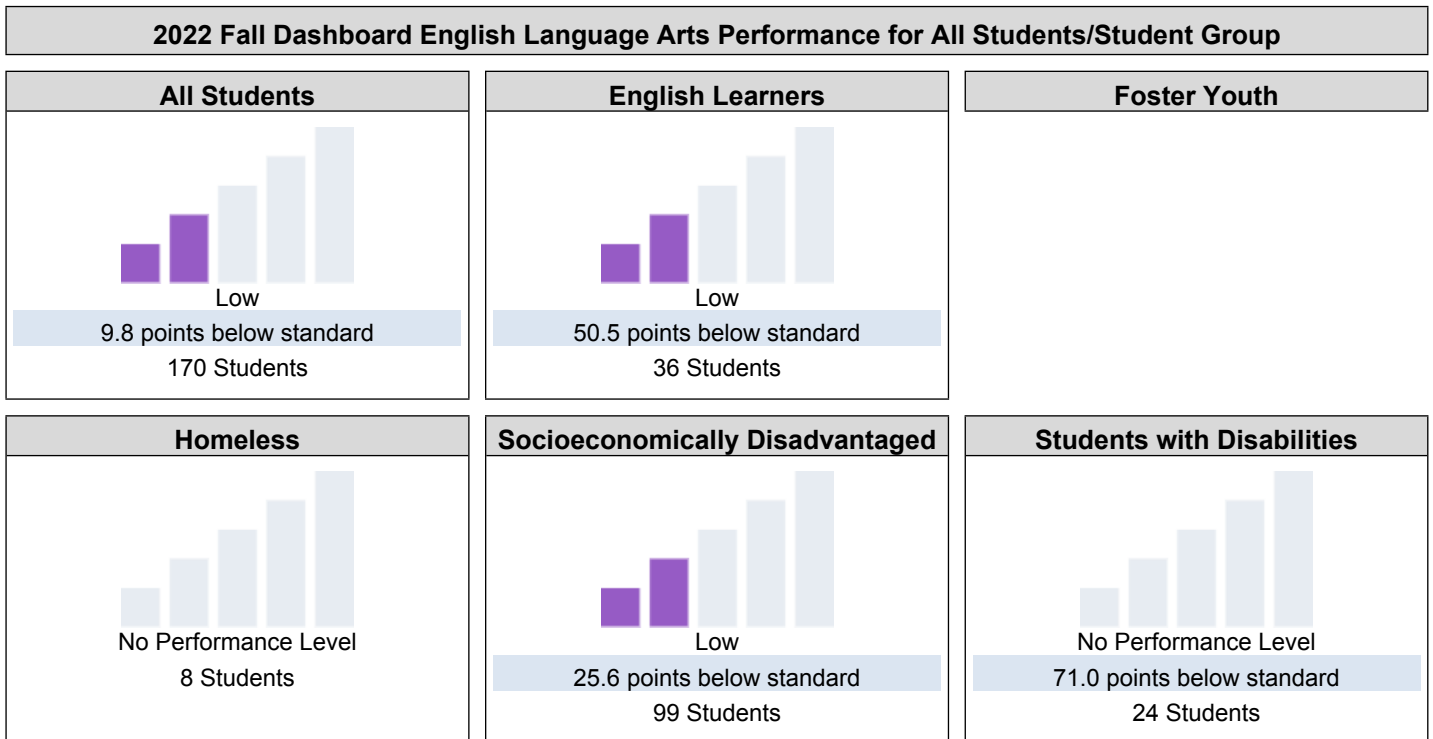 2022 Fall Dashboard English Language Arts Performance for All Students/Student Group
All Students
Low
9.8 points below standard
170 Students
English Learners
Low
50.5 points below standard
36 Students
Foster Youth
Homeless
No Performance Level
8 Students
Socioeconomically Disadvantaged
Low
25.6 points below standard
99 Students
Students with Disabilities
No Performance Level
71.0 points below standard
24 Students